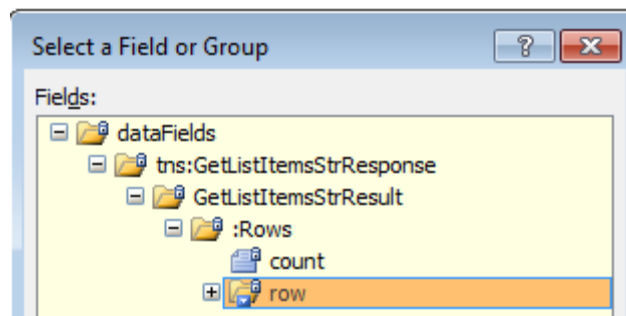 Select a Field or Group
Fields:
dataFields
tns:GetListItemsStrResponse
GetListItemsStrResult
:Rows
count
row